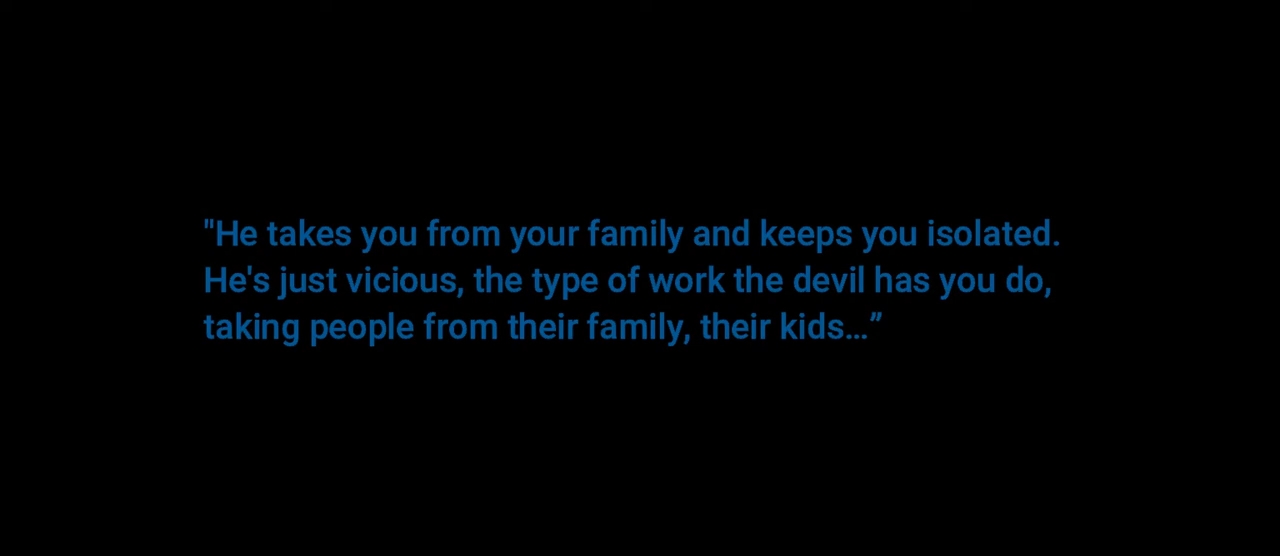 "He takes you from your family and keeps you isolated.
He's just vicious, the type of work the devil has you do,
taking people from their family, their kids…”